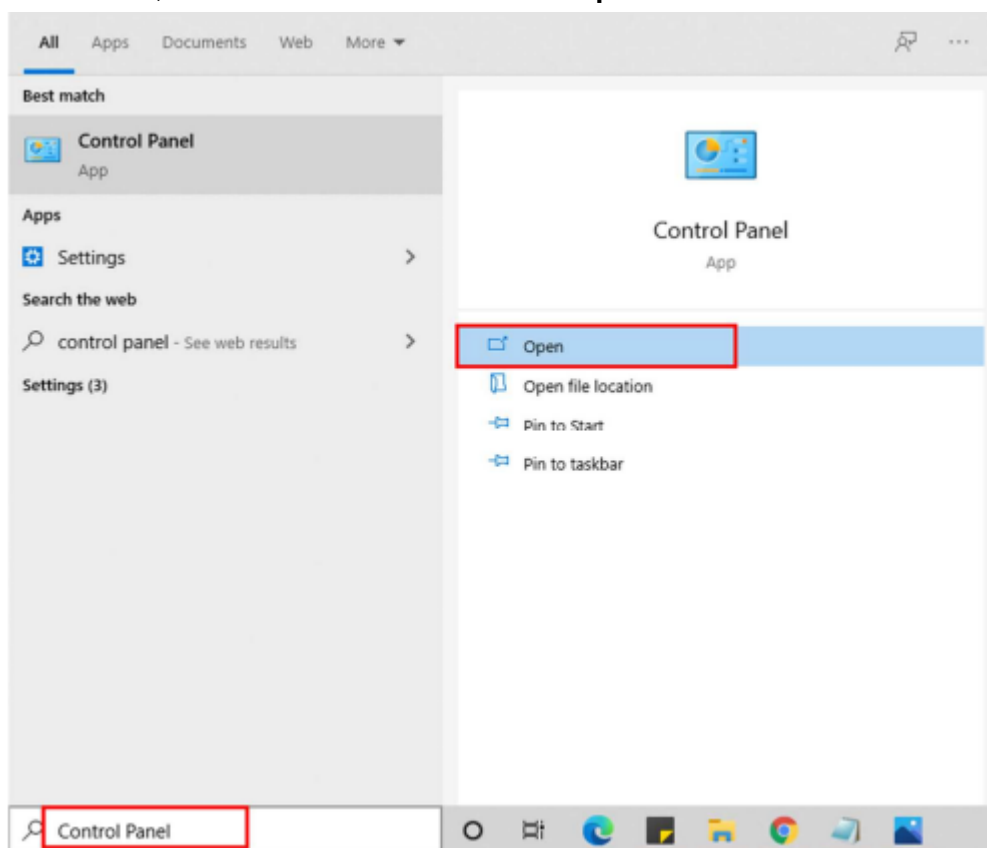 All Apps Documents Web More
Best match
Control Panel
App
Apps
Settings
Search the web
control panel - See web results
Settings (3)
Control Panel
App
Open
Open file location
Pin to Start
Pin to taskbar
Control Panel